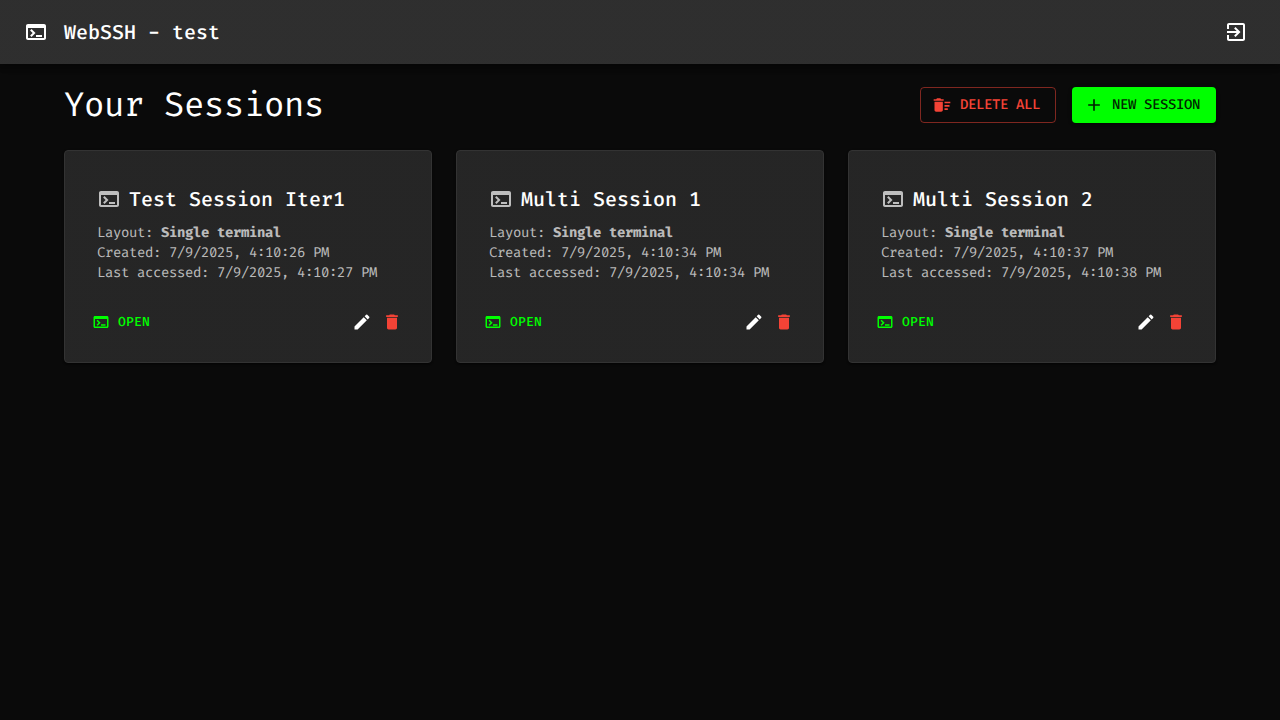 WebSSH - test
Your Sessions
DELETE ALL
NEW SESSION
Test Session Iter1
Layout: Single terminal
Created: 7/9/2025, 4:10:26 PM
Last accessed: 7/9/2025, 4:10:27 PM
OPEN
Multi Session 1
Layout: Single terminal
Created: 7/9/2025, 4:10:34 PM
Last accessed: 7/9/2025, 4:10:34 PM
OPEN
Multi Session 2
Layout: Single terminal
Created: 7/9/2025, 4:10:37 PM
Last accessed: 7/9/2025, 4:10:38 PM
OPEN